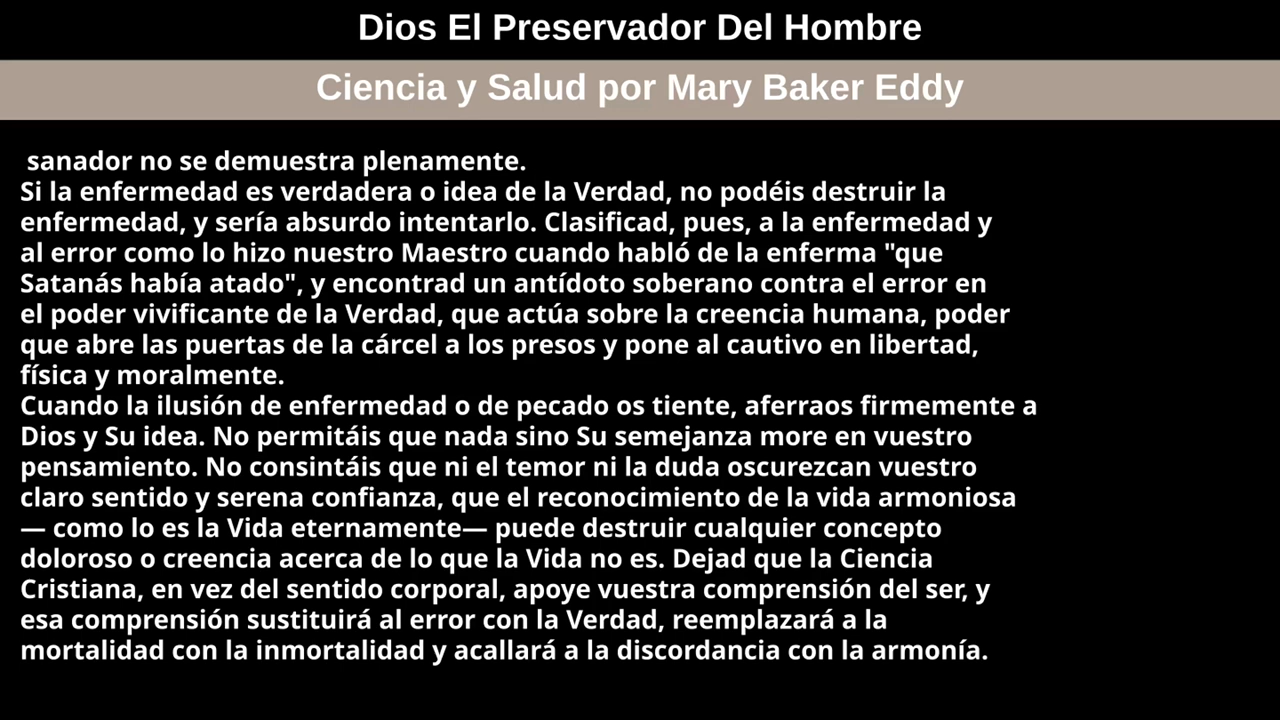 Dios El Preservador Del Hombre
Ciencia y Salud por Mary Baker Eddy
sanador no se demuestra plenamente.
Si la enfermedad es verdadera o idea de la Verdad, no podéis destruir la
enfermedad, y sería absurdo intentarlo. Clasificad, pues, a la enfermedad y
al error como lo hizo nuestro Maestro cuando habló de la enferma "que
Satanás había atado", y encontrad un antídoto soberano contra el error en
el poder vivificante de la Verdad, que actúa sobre la creencia humana, poder
que abre las puertas de la cárcel a los presos y pone al cautivo en libertad,
física y moralmente.
Cuando la ilusión de enfermedad o de pecado os tiente, aferraos firmemente a
Dios y Su idea. No permitáis que nada sino Su semejanza more en vuestro
pensamiento. No consintáis que ni el temor ni la duda oscurezcan vuestro
claro sentido y serena confianza, que el reconocimiento de la vida armoniosa
— como lo es la Vida eternamente— puede destruir cualquier concepto
doloroso o creencia acerca de lo que la Vida no es. Dejad que la Ciencia
Cristiana, en vez del sentido corporal, apoye vuestra comprensión del ser, y
esa comprensión sustituirá al error con la Verdad, reemplazará a la
mortalidad con la inmortalidad y acallará a la discordancia con la armonía.